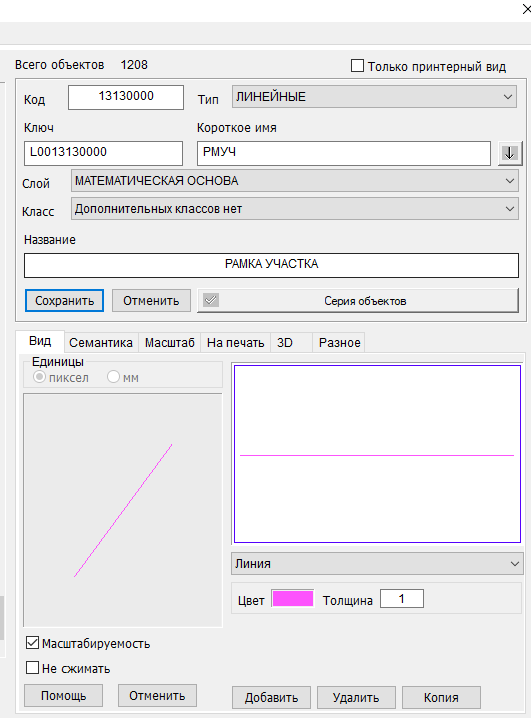 Всего объектов 1208
Только принтерный вид
Код 13130000 Тип ЛИНЕЙНЫЕ
Ключ Короткое имя
L0013130000 РМУЧ
Слой МАТЕМАТИЧЕСКАЯ ОСНОВА
Класс Дополнительных классов нет
Название
РАМКА УЧАСТКА
Сохранить Отменить Серия объектов
Вид Семантика Масштаб На печать 3D Разное
Единицы
пиксел мм
Линия
Цвет Толщина 1
Масштабируемость
Не сжимать
Помощь Отменить Добавить Удалить Копия